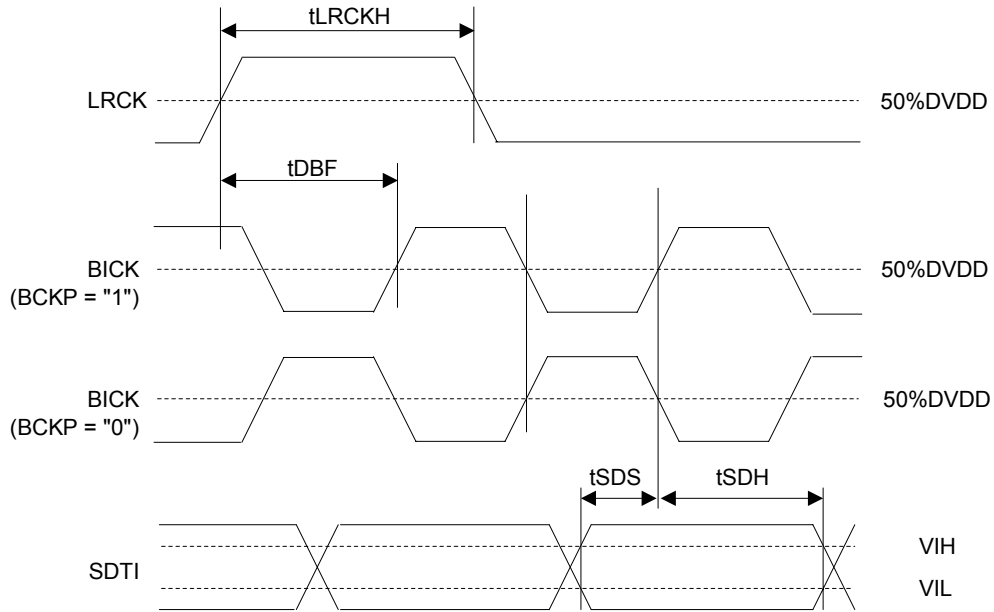 tLRCKH
LRCK 50%DVDD
tDBF
BICK 50%DVDD
(BCKP = "1")
BICK 50%DVDD
(BCKP = "0")
tSDS tSDH
VIH
SDTI
VIL